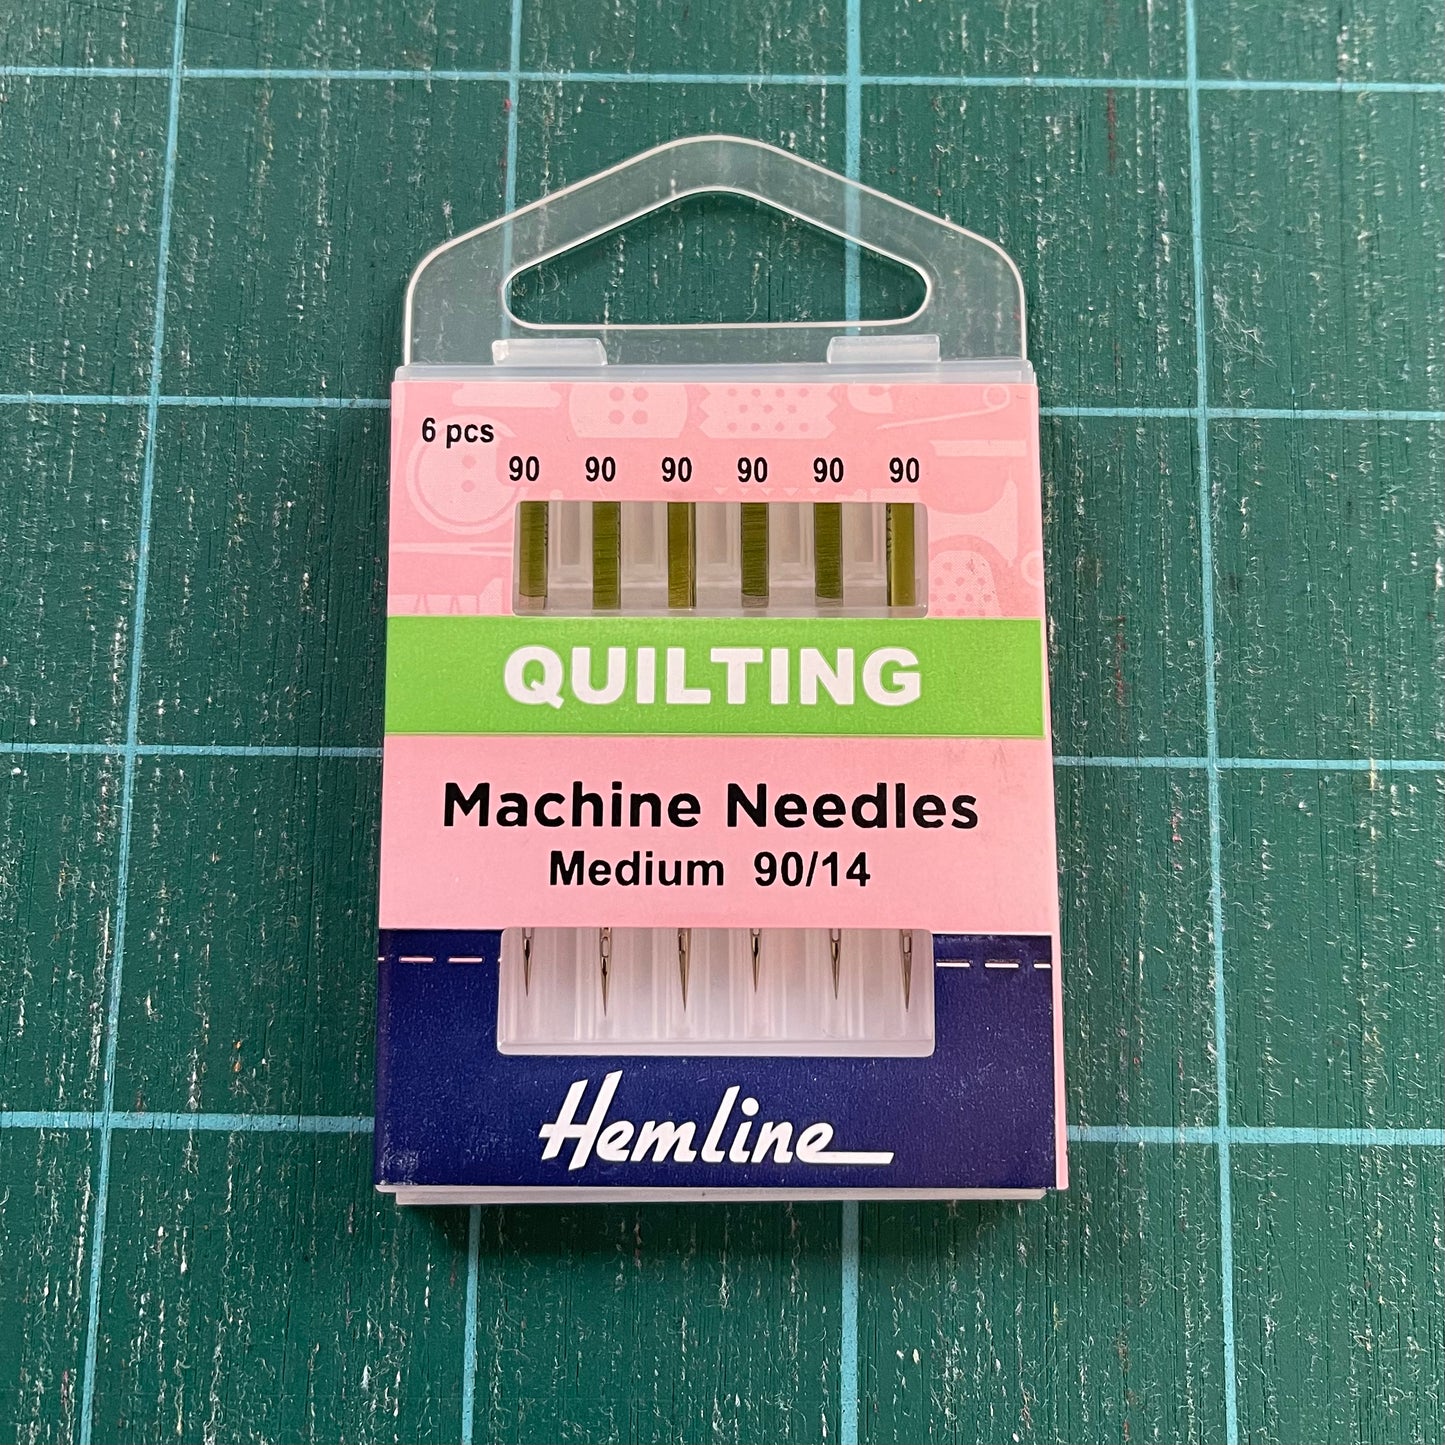 6 pcs
90 90 90 90 90 90
QUILTING
Machine Needles
Medium 90/14
Hemline